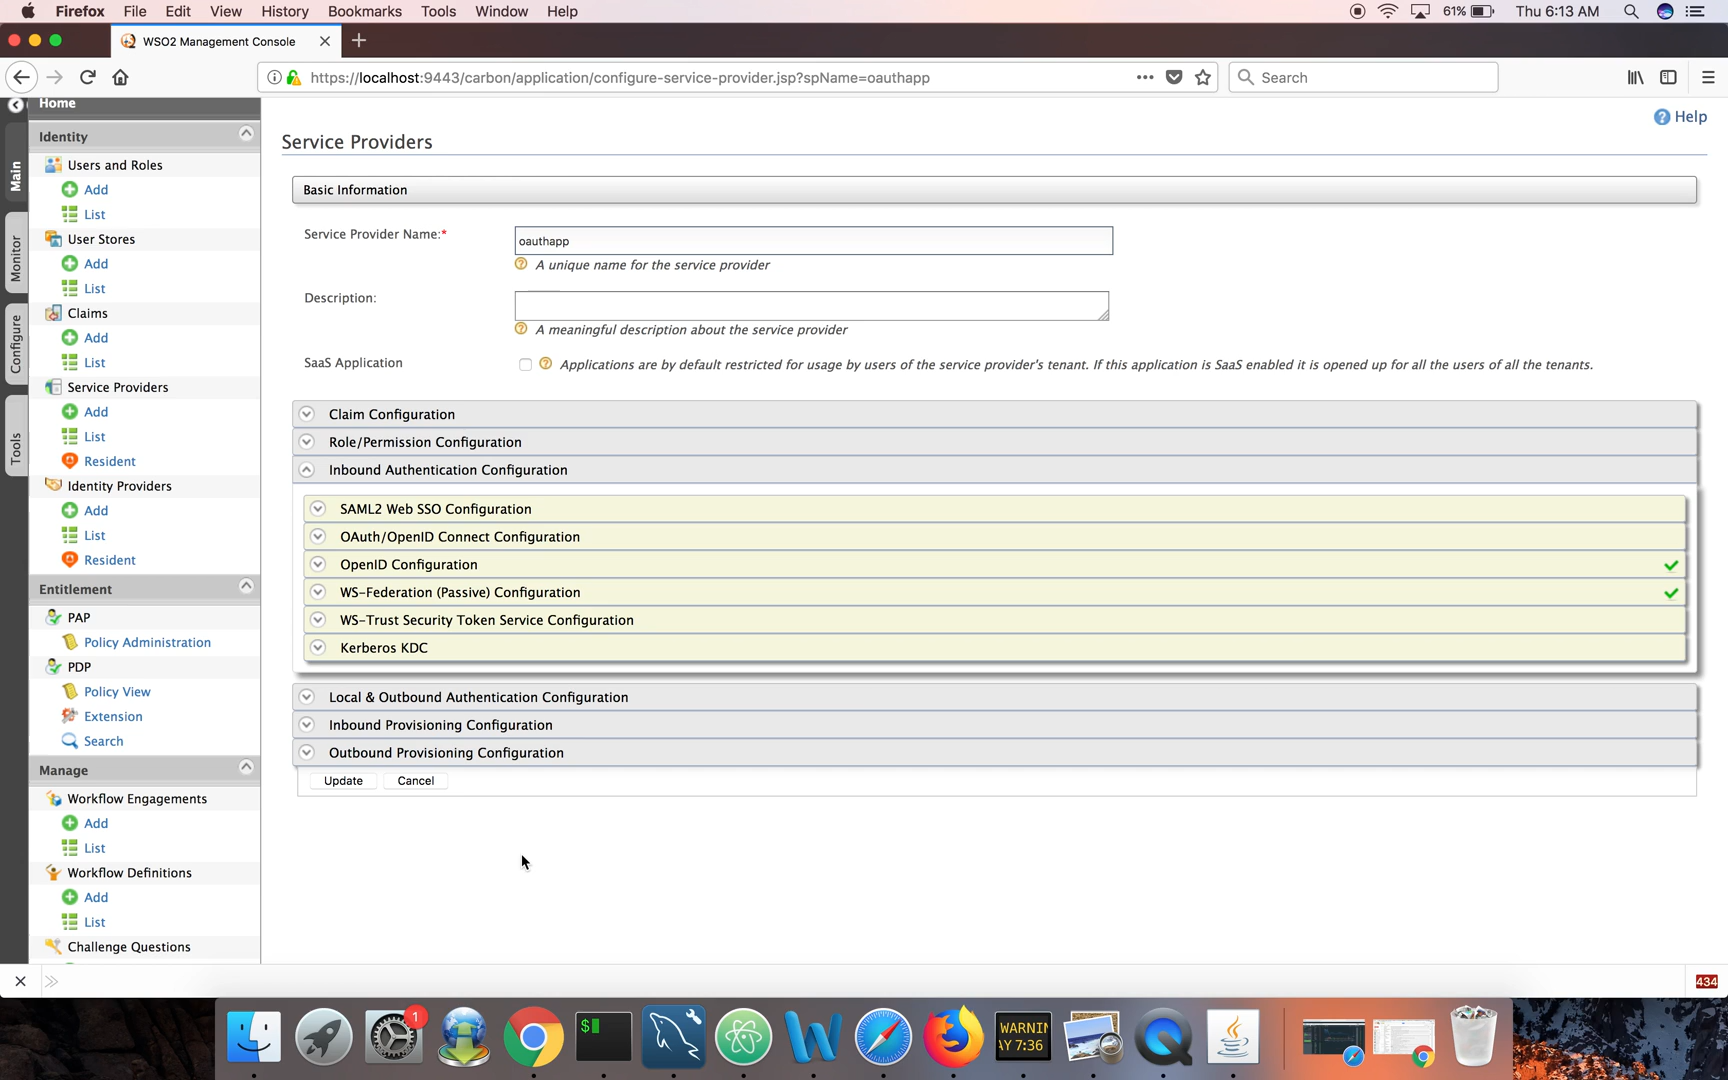 Firefox File Edit View History Bookmarks Tools Window Help 61% Thu 6:13 AM
WSO2 Management Console
https://localhost:9443/carbon/application/configure-service-provider.jsp?spName=oauthapp
Search
Home
Help
Identity
Service Providers
Main
Monitor
Configure
Tools
Users and Roles
Add
List
User Stores
Add
List
Claims
Add
List
Service Providers
Add
List
Resident
Identity Providers
Add
List
Resident
Entitlement
PAP
Policy Administration
PDP
Policy View
Extension
Search
Manage
Workflow Engagements
Add
List
Workflow Definitions
Add
List
Challenge Questions
Basic Information
Service Provider Name:*
oauthapp
A unique name for the service provider
Description:
A meaningful description about the service provider
SaaS Application
Applications are by default restricted for usage by users of the service provider's tenant. If this application is SaaS enabled it is opened up for all the users of all the tenants.
Claim Configuration
Role/Permission Configuration
Inbound Authentication Configuration
SAML2 Web SSO Configuration
OAuth/OpenID Connect Configuration
OpenID Configuration
WS-Federation (Passive) Configuration
WS-Trust Security Token Service Configuration
Kerberos KDC
Local & Outbound Authentication Configuration
Inbound Provisioning Configuration
Outbound Provisioning Configuration
Update Cancel
434
1
$
W
WARNIN
AY 7:36